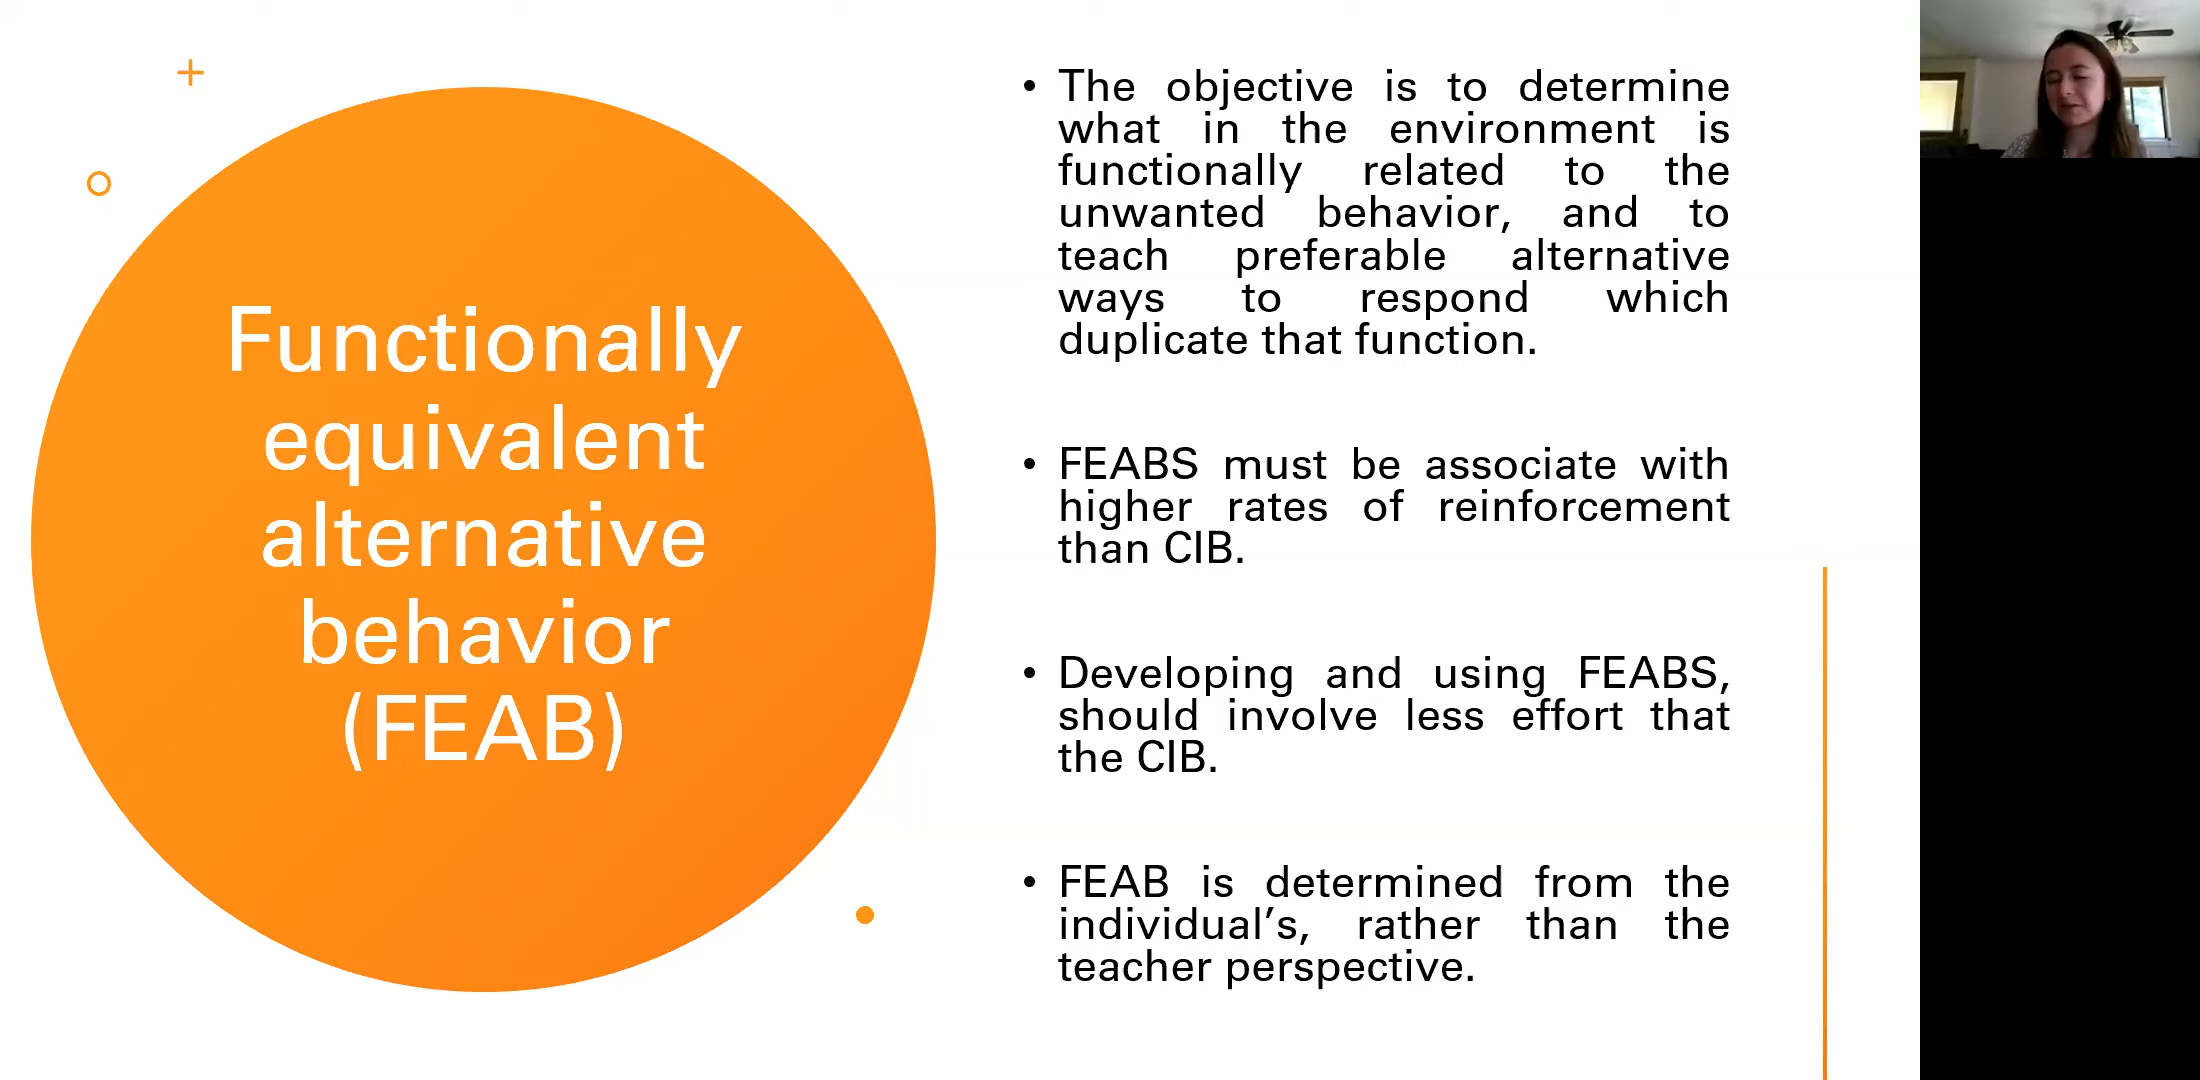 Functionally
equivalent
alternative
behavior
(FEAB)
• The objective is to determine
what in the environment is
functionally related to the
unwanted behavior, and to
teach preferable alternative
ways to respond which
duplicate that function.
• FEABS must be associate with
higher rates of reinforcement
than CIB.
• Developing and using FEABS,
should involve less effort that
the CIB.
• FEAB is determined from the
individual’s, rather than the
teacher perspective.